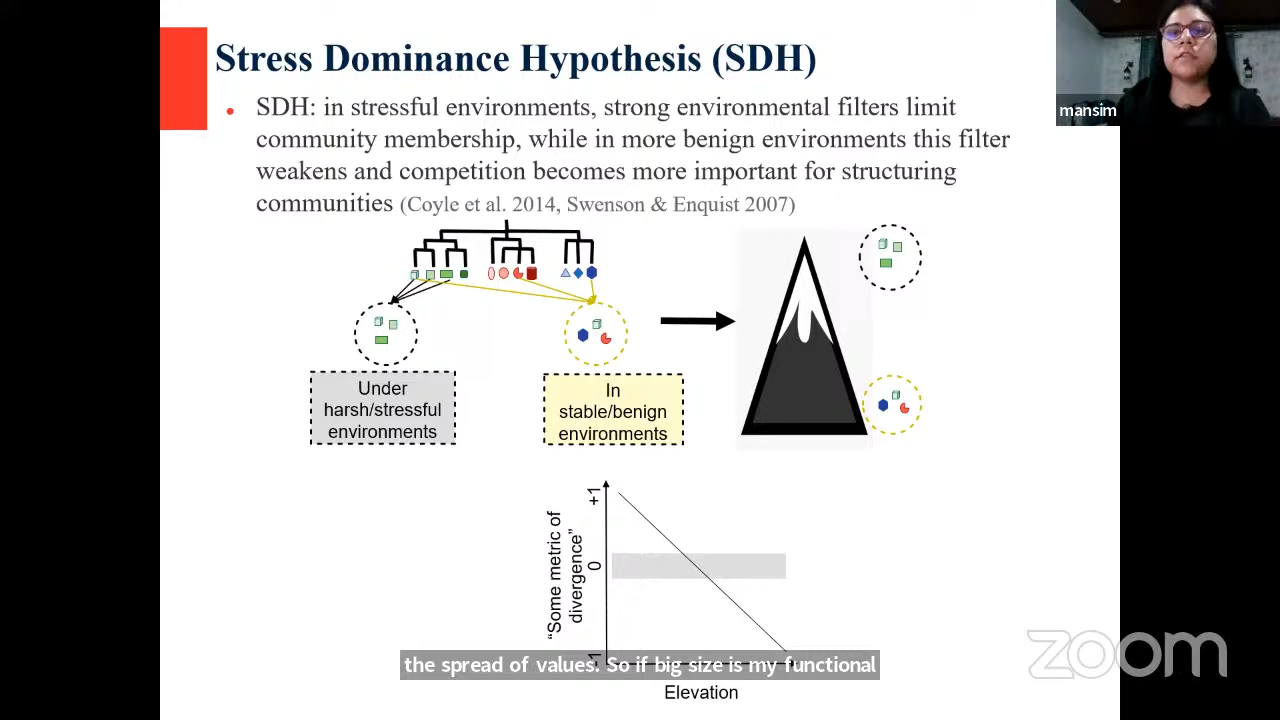 Stress Dominance Hypothesis (SDH)
mansim
• SDH: in stressful environments, strong environmental filters limit
community membership, while in more benign environments this filter
weakens and competition becomes more important for structuring
communities (Coyle et al. 2014, Swenson & Enquist 2007)
Under
harsh/stressful
environments
In
stable/benign
environments
+1
0
-1
"Some metric of
divergence"
the spread of values. So if big size is my functional
Elevation
zoom